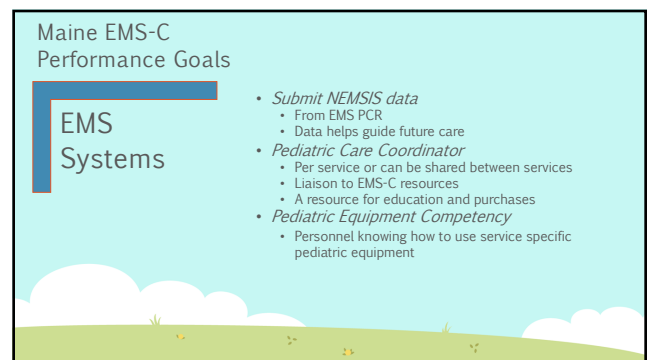 Maine EMS-C
Performance Goals
EMS
Systems
• Submit NEMSIS data
• From EMS PCR
• Data helps guide future care
• Pediatric Care Coordinator
• Per service or can be shared between services
• Liaison to EMS-C resources
• A resource for education and purchases
• Pediatric Equipment Competency
• Personnel knowing how to use service specific
pediatric equipment